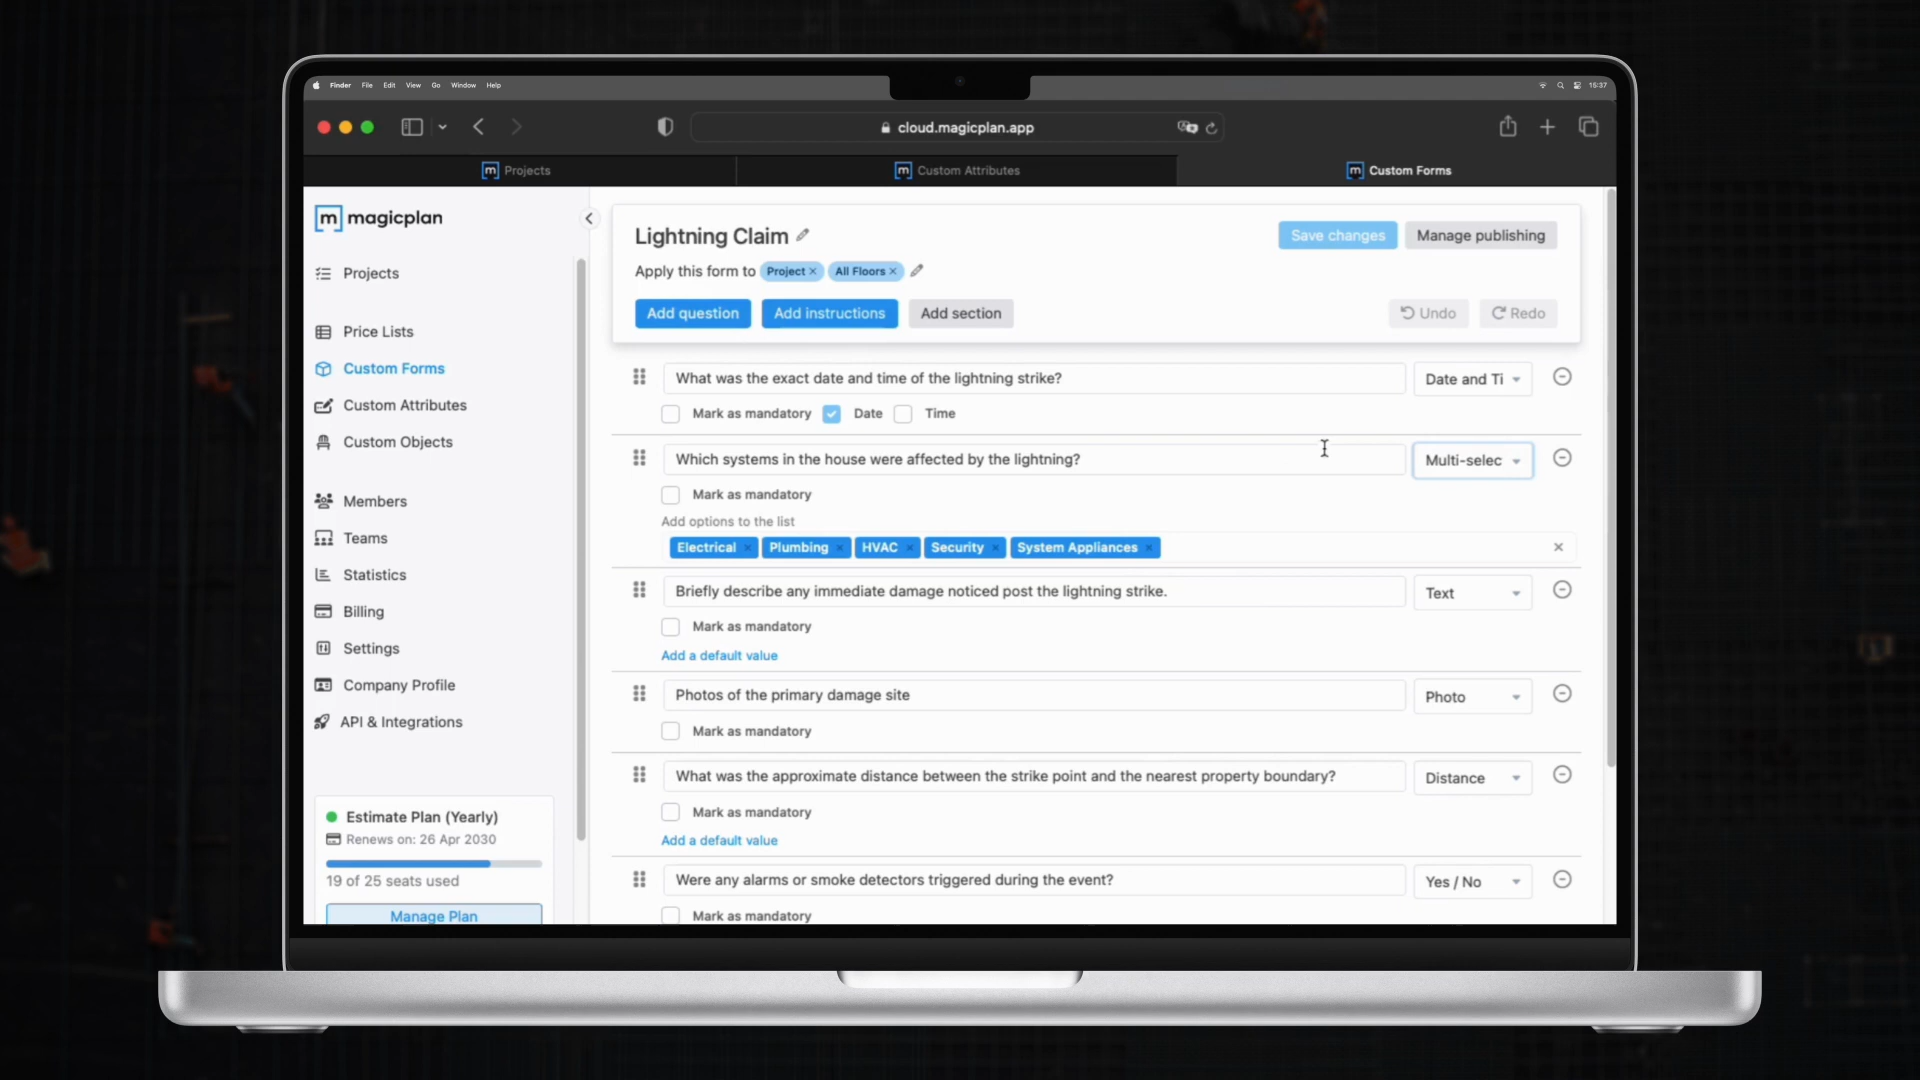 Finder File Edit View Go Window Help 15:37
cloud.magicplan.app
m Projects
m Custom Attributes
m Custom Forms
m magicplan
Projects
Price Lists
Custom Forms
Custom Attributes
Custom Objects
Members
Teams
Statistics
Billing
Settings
Company Profile
API & Integrations
Estimate Plan (Yearly)
Renews on: 26 Apr 2030
19 of 25 seats used
Manage Plan
Lightning Claim
Save changes
Manage publishing
Apply this form to Project × All Floors ×
Add question
Add instructions
Add section
Undo
Redo
What was the exact date and time of the lightning strike?
Date and Ti
Mark as mandatory Date Time
Which systems in the house were affected by the lightning?
Multi-selec
Mark as mandatory
Add options to the list
Electrical × Plumbing × HVAC × Security × System Appliances × ×
Briefly describe any immediate damage noticed post the lightning strike.
Text
Mark as mandatory
Add a default value
Photos of the primary damage site
Photo
Mark as mandatory
What was the approximate distance between the strike point and the nearest property boundary?
Distance
Mark as mandatory
Add a default value
Were any alarms or smoke detectors triggered during the event?
Yes / No
Mark as mandatory